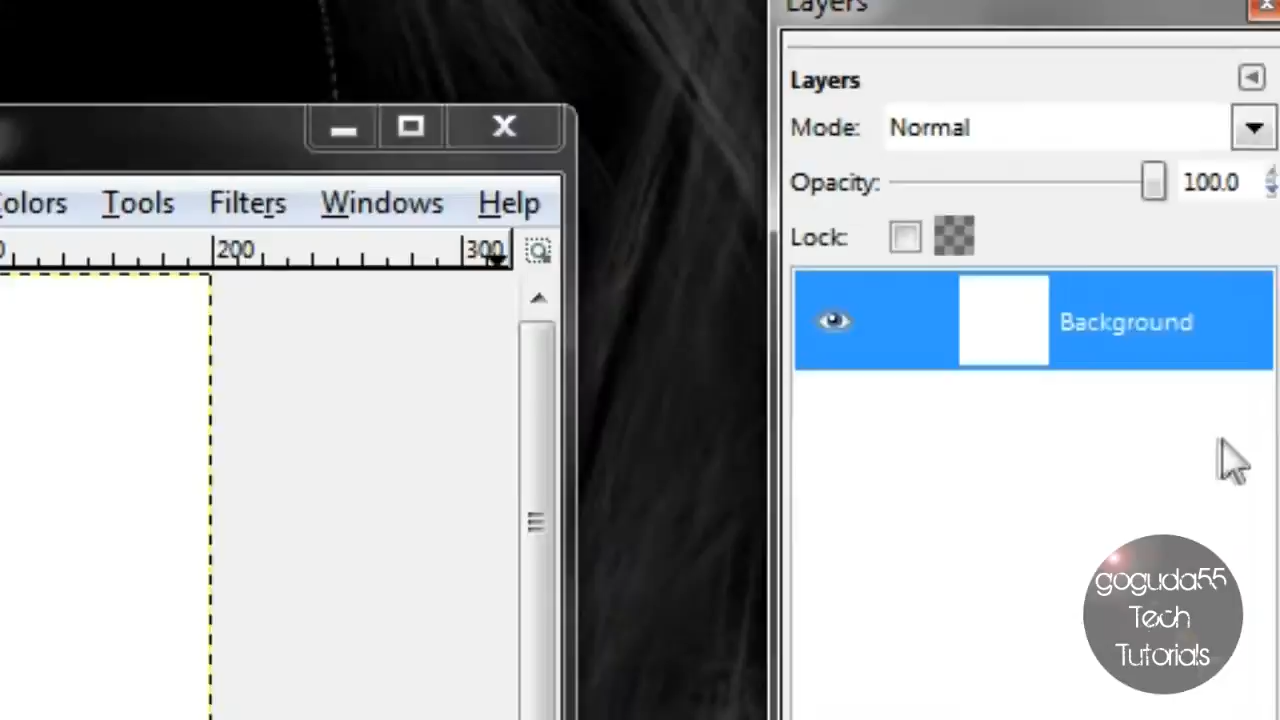 Layers
Layers
Mode: Normal
Opacity: 100.0
Lock:
Background
Colors Tools Filters Windows Help
0 200 300
goguda55
Tech
Tutorials